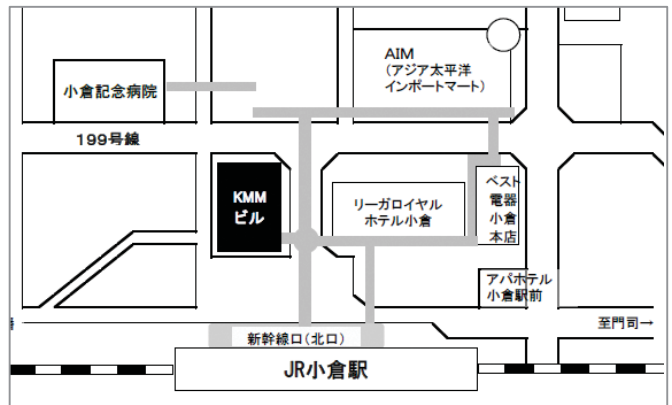 AIM
(アジア太平洋
インポートマート)
小倉記念病院
199号線
KMM
ビル
リーガロイヤル
ホテル小倉
ベスト
電器
小倉
本店
アパホテル
小倉駅前
新幹線口(北口)
至門司→
JR小倉駅